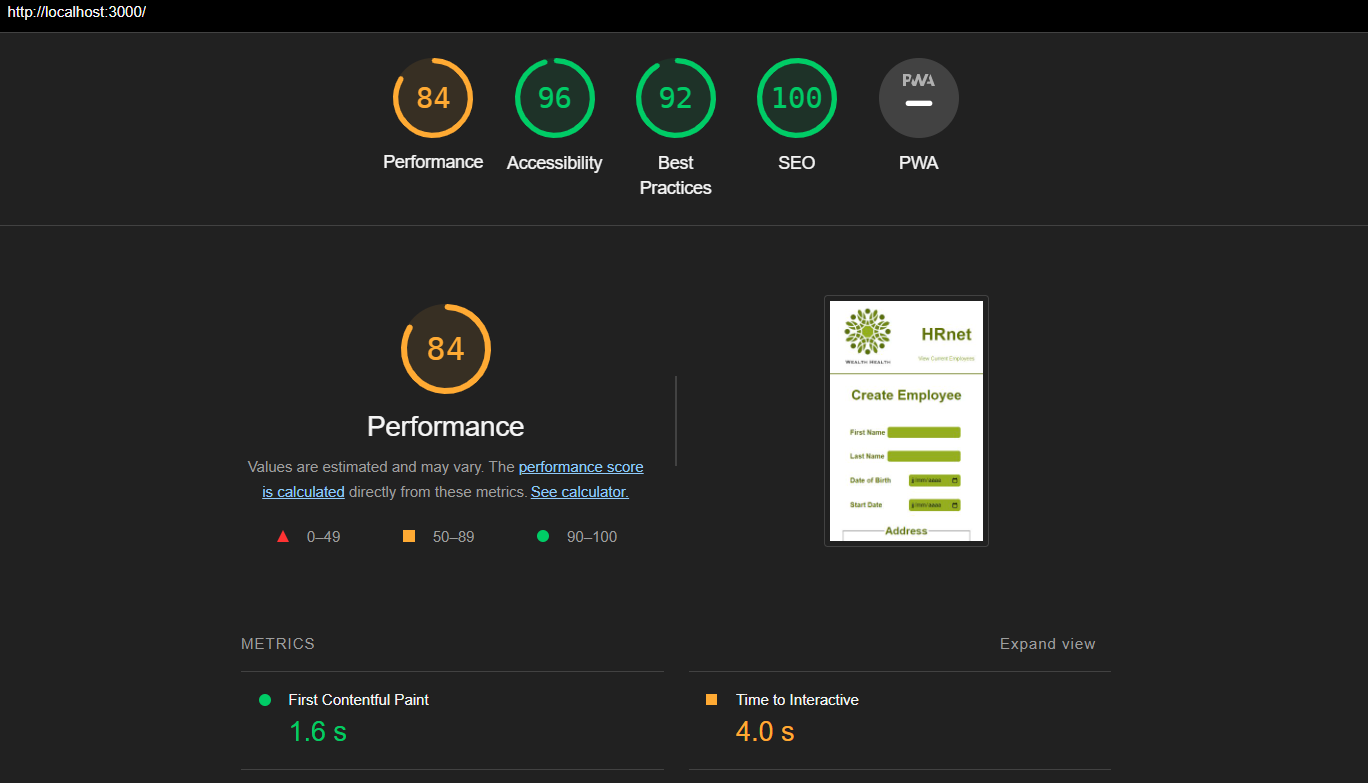 http://localhost:3000/
84
96
92
100
PWA
Performance
Accessibility
Best
Practices
SEO
PWA
84
Performance
Values are estimated and may vary. The performance score
is calculated directly from these metrics. See calculator.
0–49
50–89
90–100
WEALTH HEALTH
HRnet
View Current Employees
Create Employee
First Name
Last Name
Date of Birth
Start Date
Address
METRICS
Expand view
First Contentful Paint
1.6 s
Time to Interactive
4.0 s